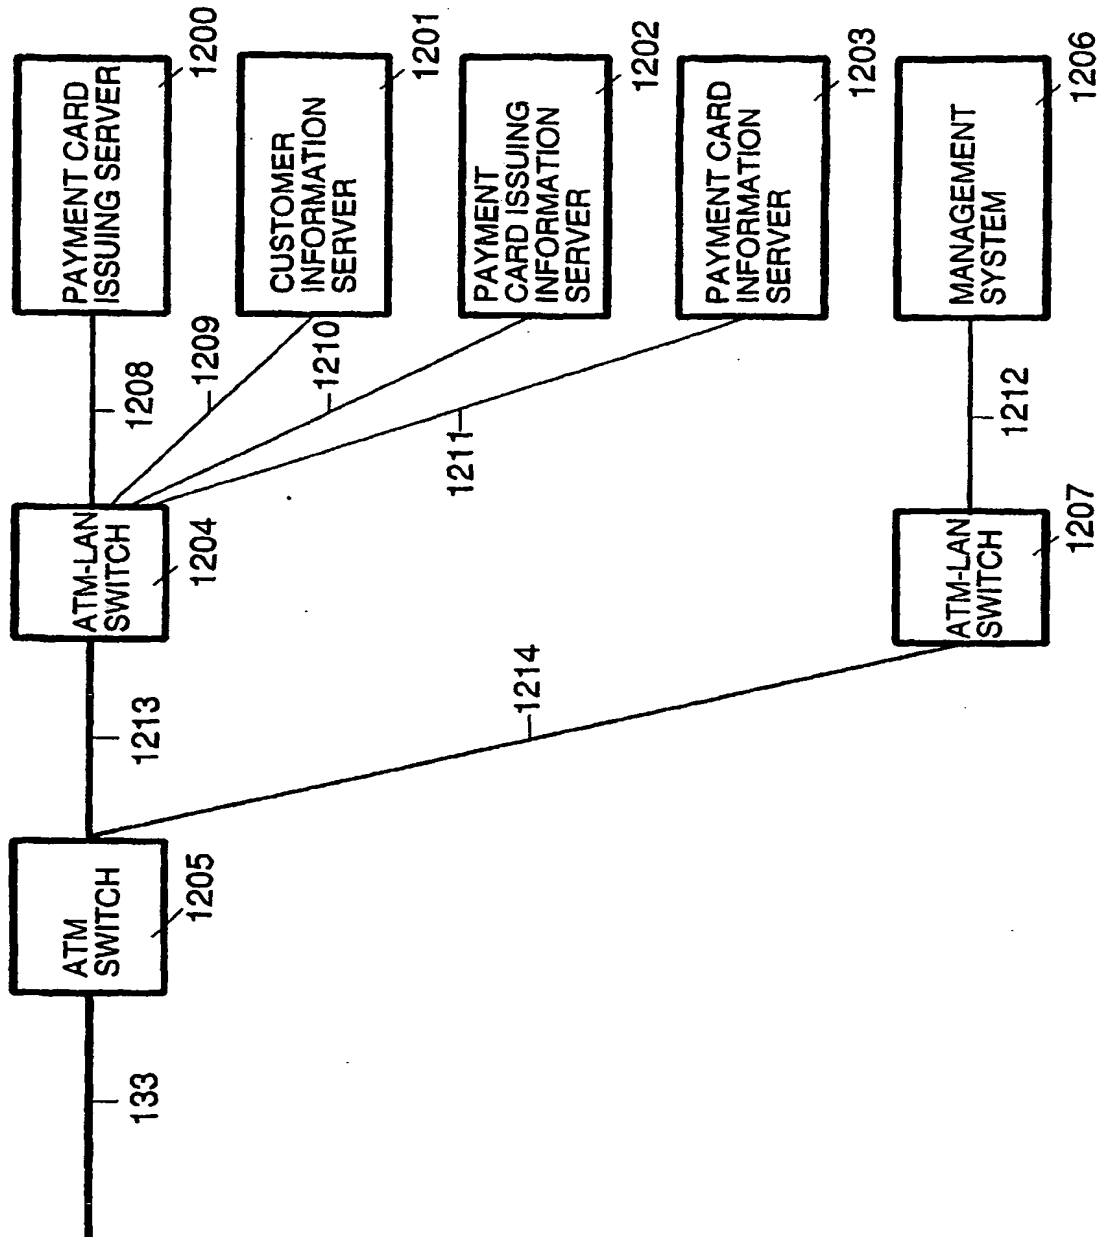 PAYMENT CARD
ISSUING SERVER
1200
CUSTOMER
INFORMATION
SERVER
1201
PAYMENT
CARD ISSUING
INFORMATION
SERVER
1202
PAYMENT CARD
INFORMATION
SERVER
1203
MANAGEMENT
SYSTEM
1206
1208
1209
1210
1211
1212
ATM-LAN
SWITCH
1204
ATM-LAN
SWITCH
1207
1213
1214
ATM
SWITCH
1205
133